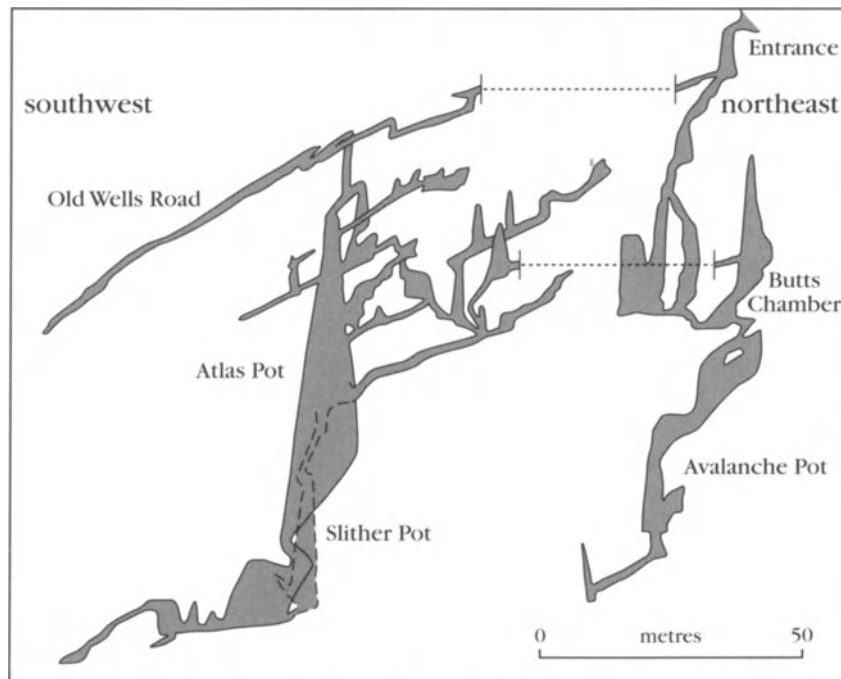 Entrance
southwest
northeast
Old Wells Road
Butts
Chamber
Atlas Pot
Avalanche Pot
Slither Pot
0 metres 50